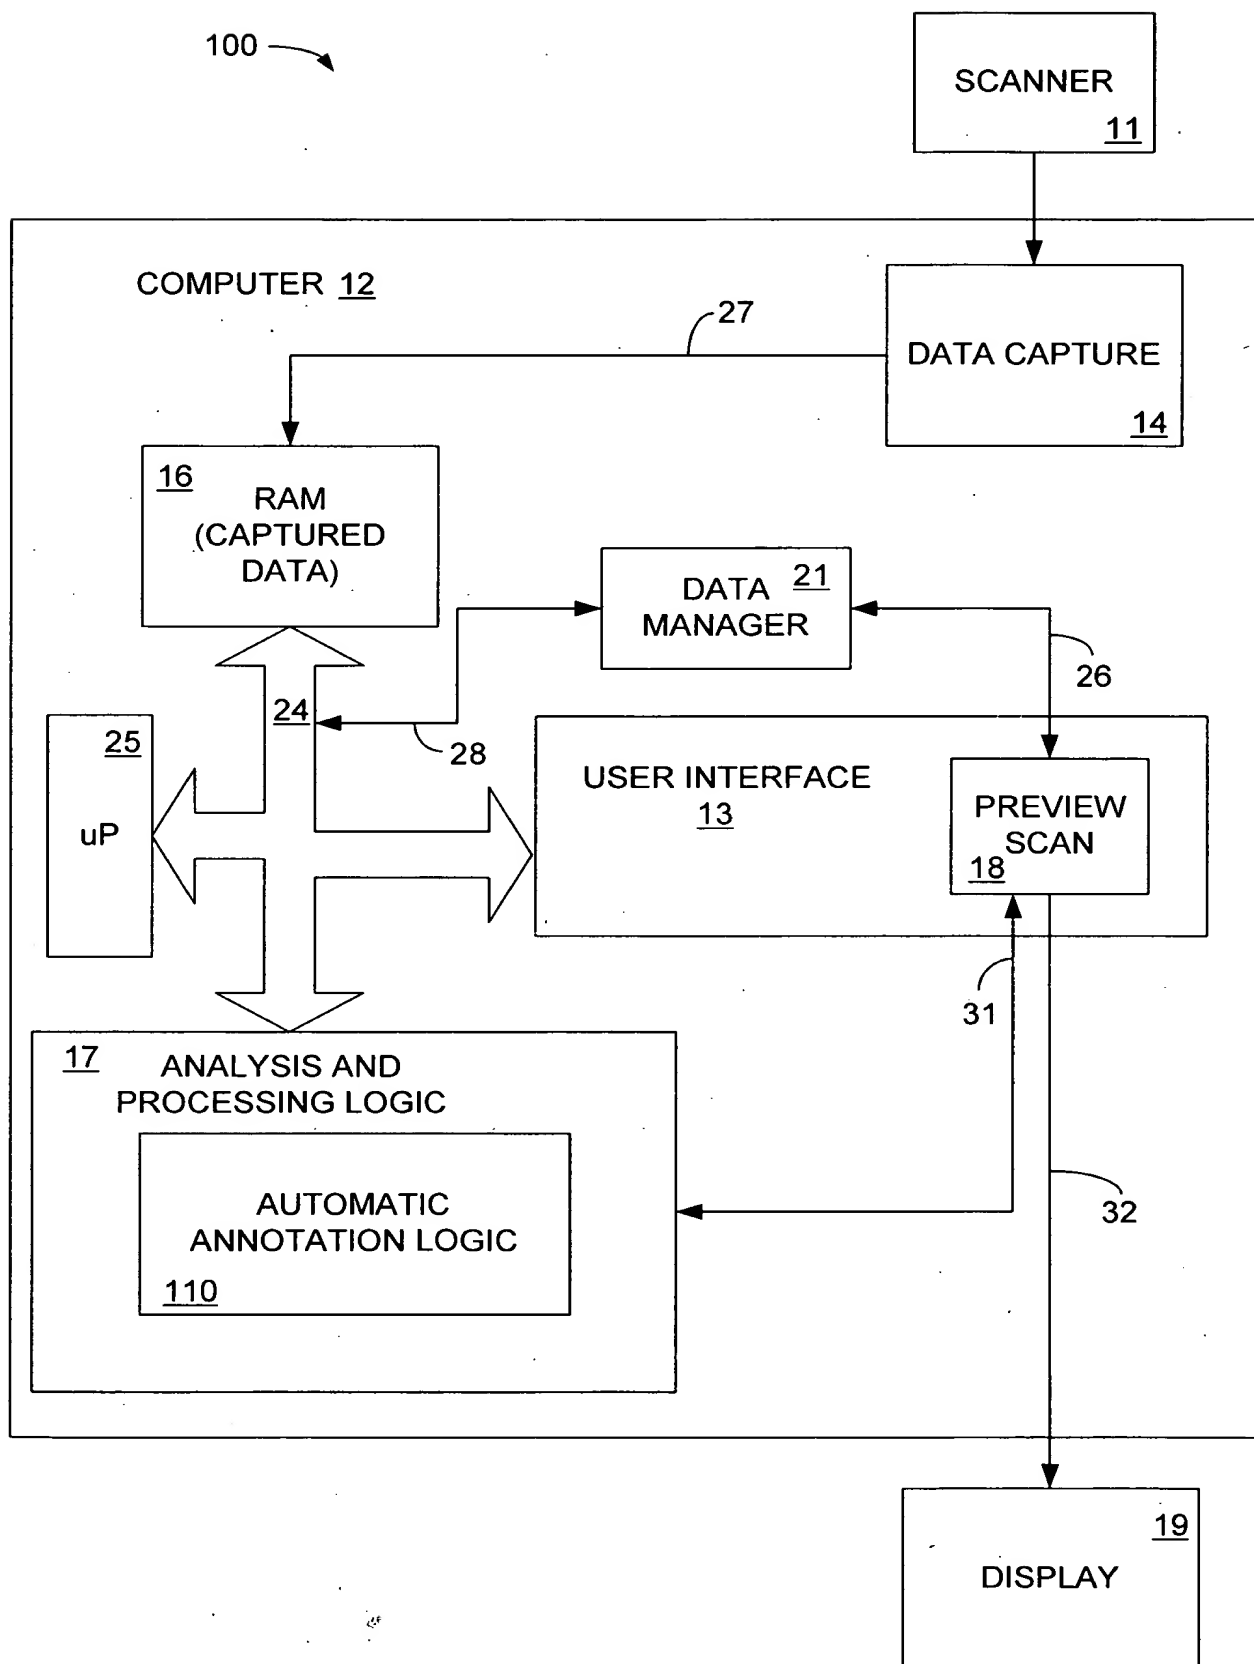 100
SCANNER
11
COMPUTER 12
27
DATA CAPTURE
14
16
RAM
(CAPTURED
DATA)
DATA
MANAGER
21
26
24
28
25
uP
USER INTERFACE
13
PREVIEW
SCAN
18
31
17
ANALYSIS AND
PROCESSING LOGIC
AUTOMATIC
ANNOTATION LOGIC
110
32
19
DISPLAY